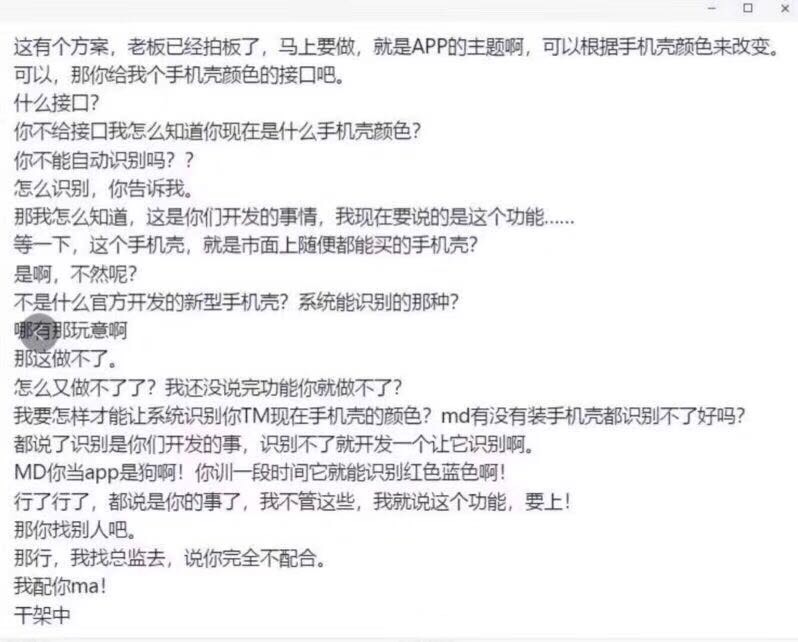 这有个方案，老板已经拍板了，马上要做，就是APP的主题啊，可以根据手机壳颜色来改变。
可以，那你给我个手机壳颜色的接口吧。
什么接口？
你不给接口我怎么知道你现在是什么手机壳颜色？
你不能自动识别吗？？
怎么识别，你告诉我。
那我怎么知道，这是你们开发的事情，我现在要说的是这个功能……
等一下，这个手机壳，就是市面上随便都能买的手机壳？
是啊，不然呢？
不是什么官方开发的新型手机壳？系统能识别的那种？
哪有那玩意啊
那这做不了。
怎么又做不了了？我还没说完功能你就做不了？
我要怎样才能让系统识别你TM现在手机壳的颜色？md有没有装手机壳都识别不了好吗？
都说了识别是你们开发的事，识别不了就开发一个让它识别啊。
MD你当app是狗啊！你训一段时间它就能识别红色蓝色啊！
行了行了，都说是你的事了，我不管这些，我就说这个功能，要上！
那你找别人吧。
那行，我找总监去，说你完全不配合。
我配你ma！
干架中